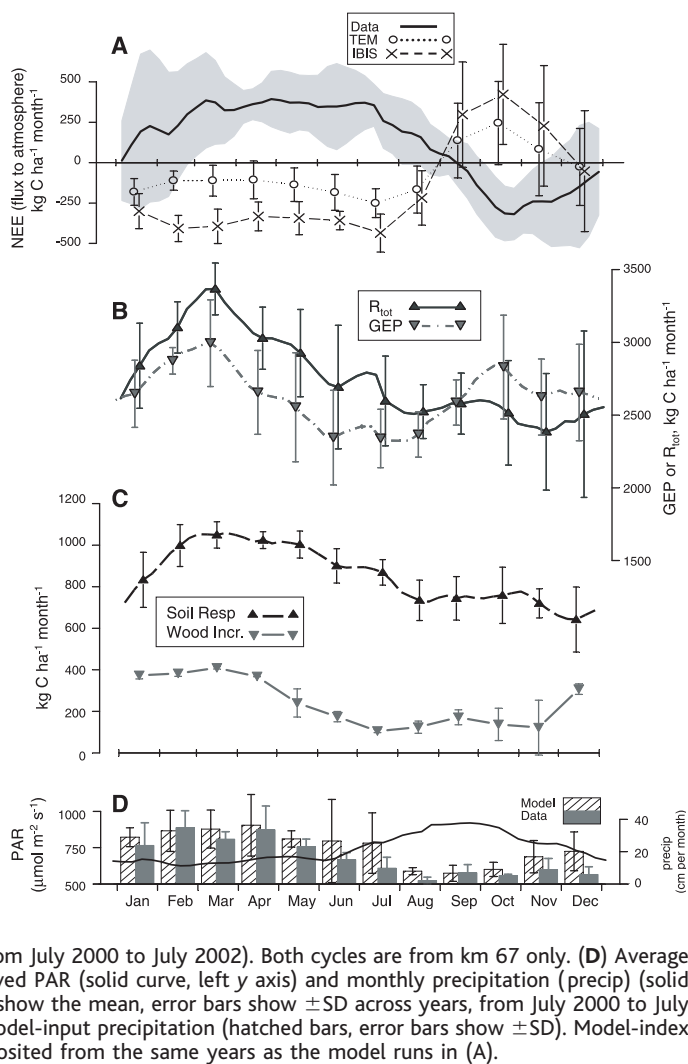 A
Data
TEM
IBIS
500
250
0
-250
-500
NEE (flux to atmosphere)
kg C ha⁻¹ month⁻¹
B
Rtot
GEP
3500
3000
2500
2000
1500
GEP or Rtot, kg C ha⁻¹ month⁻¹
C
1200
1000
800
600
400
200
0
kg C ha⁻¹ month⁻¹
Soil Resp
Wood Incr.
D
1000
750
500
PAR
(μmol m⁻² s⁻¹)
Model
Data
40
20
0
precip
(cm per month)
Jan Feb Mar Apr May Jun Jul Aug Sep Oct Nov Dec
om July 2000 to July 2002). Both cycles are from km 67 only. (D) Average
ved PAR (solid curve, left y axis) and monthly precipitation (precip) (solid
show the mean, error bars show ±SD across years, from July 2000 to July
odel-input precipitation (hatched bars, error bars show ±SD). Model-index
osited from the same years as the model runs in (A).